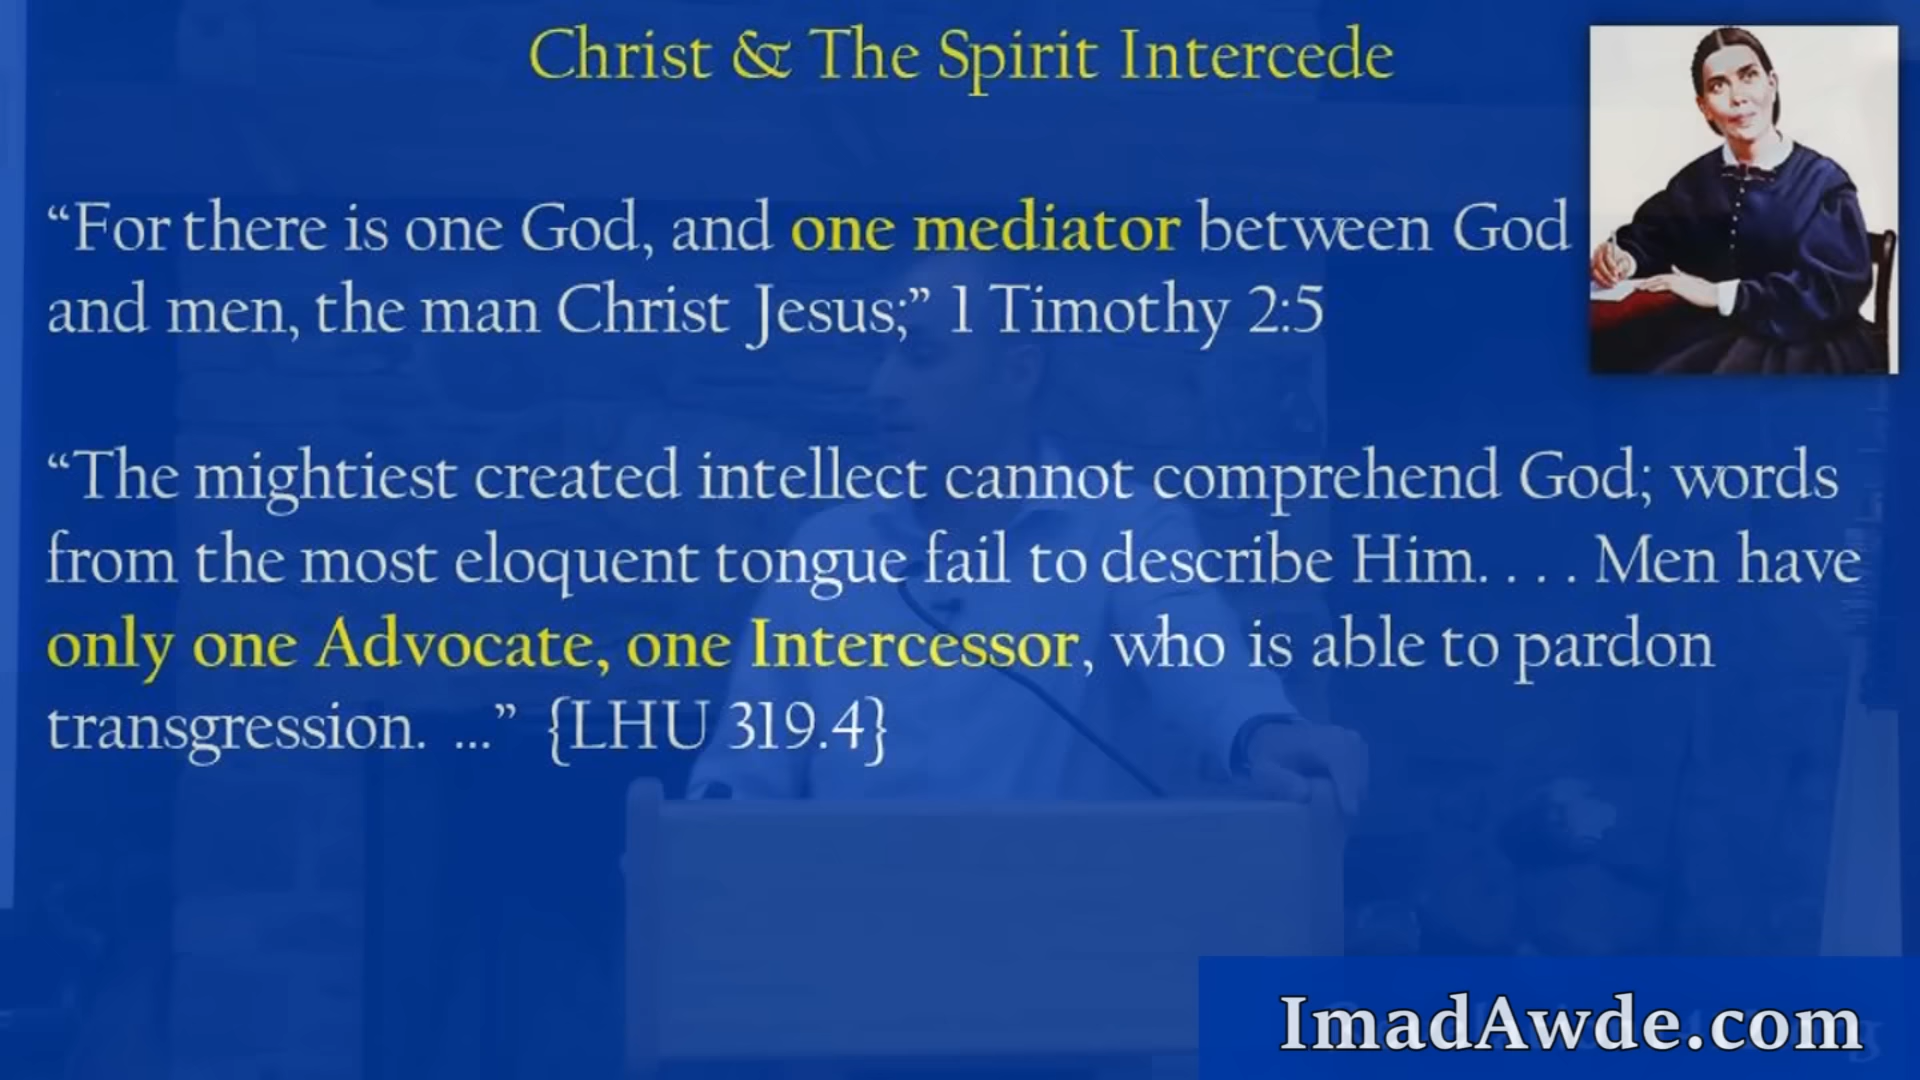 Christ & The Spirit Intercede
“For there is one God, and one mediator between God
and men, the man Christ Jesus;” 1 Timothy 2:5
“The mightiest created intellect cannot comprehend God; words
from the most eloquent tongue fail to describe Him. . . . Men have
only one Advocate, one Intercessor, who is able to pardon
transgression. ...” {LHU 319.4}
ImadAwde.com